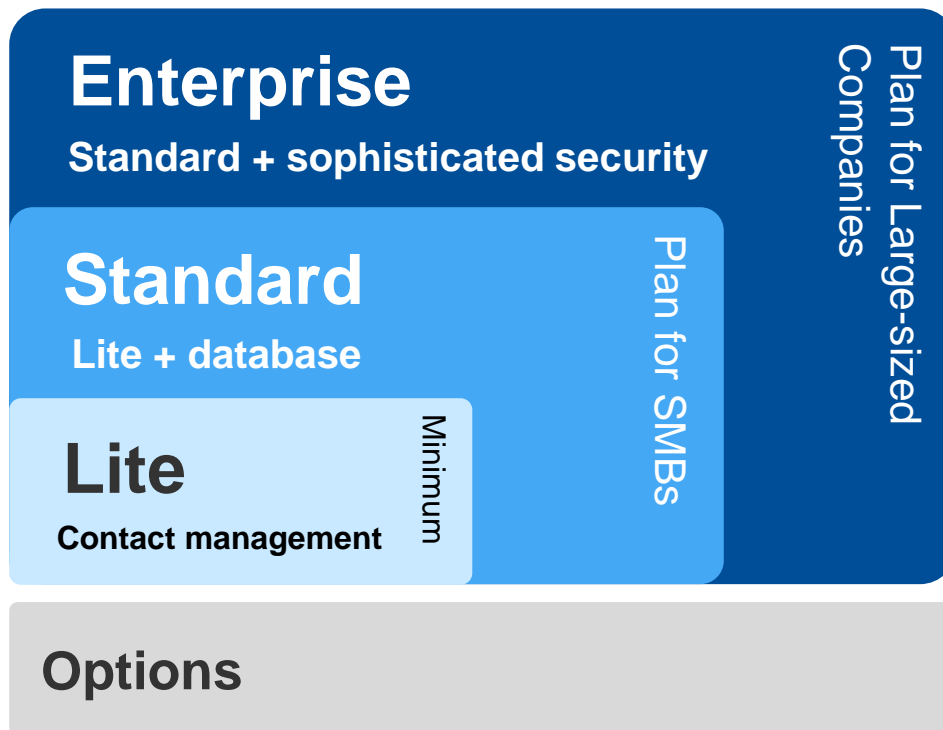 Enterprise
Standard + sophisticated security
Plan for Large-sized
Companies
Standard
Lite + database
Plan for SMBs
Lite
Contact management
Minimum
Options